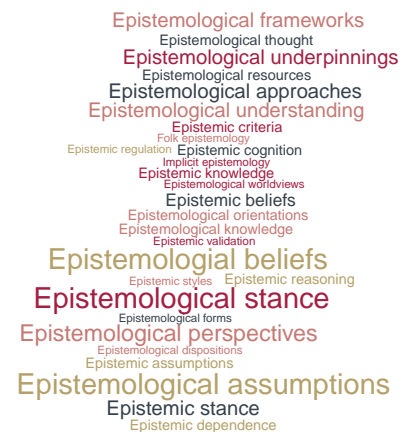 Epistemological frameworks
Epistemological thought
Epistemological underpinnings
Epistemological resources
Epistemological approaches
Epistemological understanding
Epistemic criteria
Folk epistemology
Epistemic regulation Epistemic cognition
Implicit epistemology
Epistemic knowledge
Epistemological worldviews
Epistemic beliefs
Epistemological orientations
Epistemological knowledge
Epistemic validation
Epistemologial beliefs
Epistemic styles Epistemic reasoning
Epistemological stance
Epistemological forms
Epistemological perspectives
Epistemological dispositions
Epistemic assumptions
Epistemological assumptions
Epistemic stance
Epistemic dependence